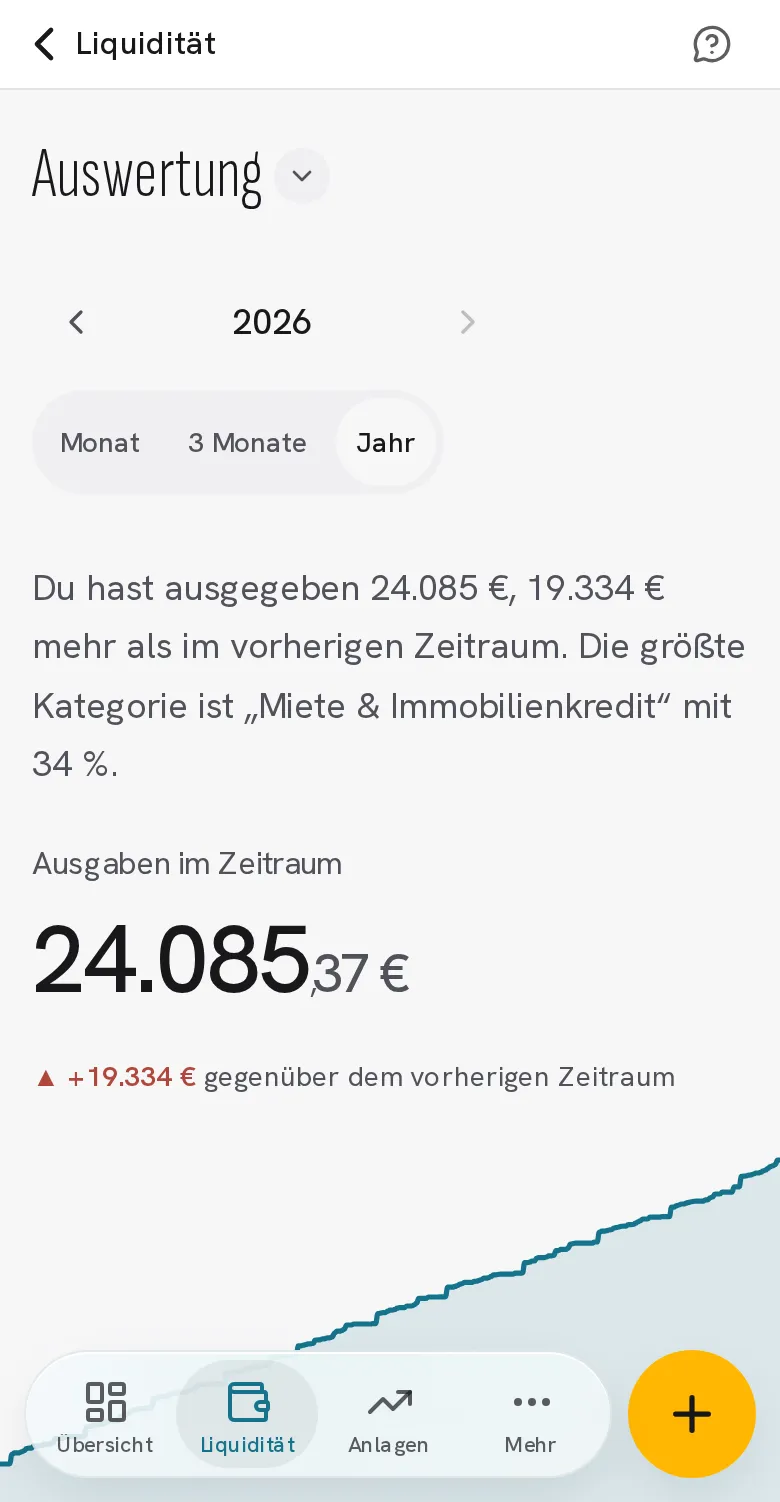 Liquidität
Auswertung
2026
Monat 3 Monate Jahr
Du hast ausgegeben 24.085 €, 19.334 €
mehr als im vorherigen Zeitraum. Die größte
Kategorie ist „Miete & Immobilienkredit“ mit
34 %.
Ausgaben im Zeitraum
24.085,37 €
▲ +19.334 € gegenüber dem vorherigen Zeitraum
Übersicht Liquidität Anlagen Mehr